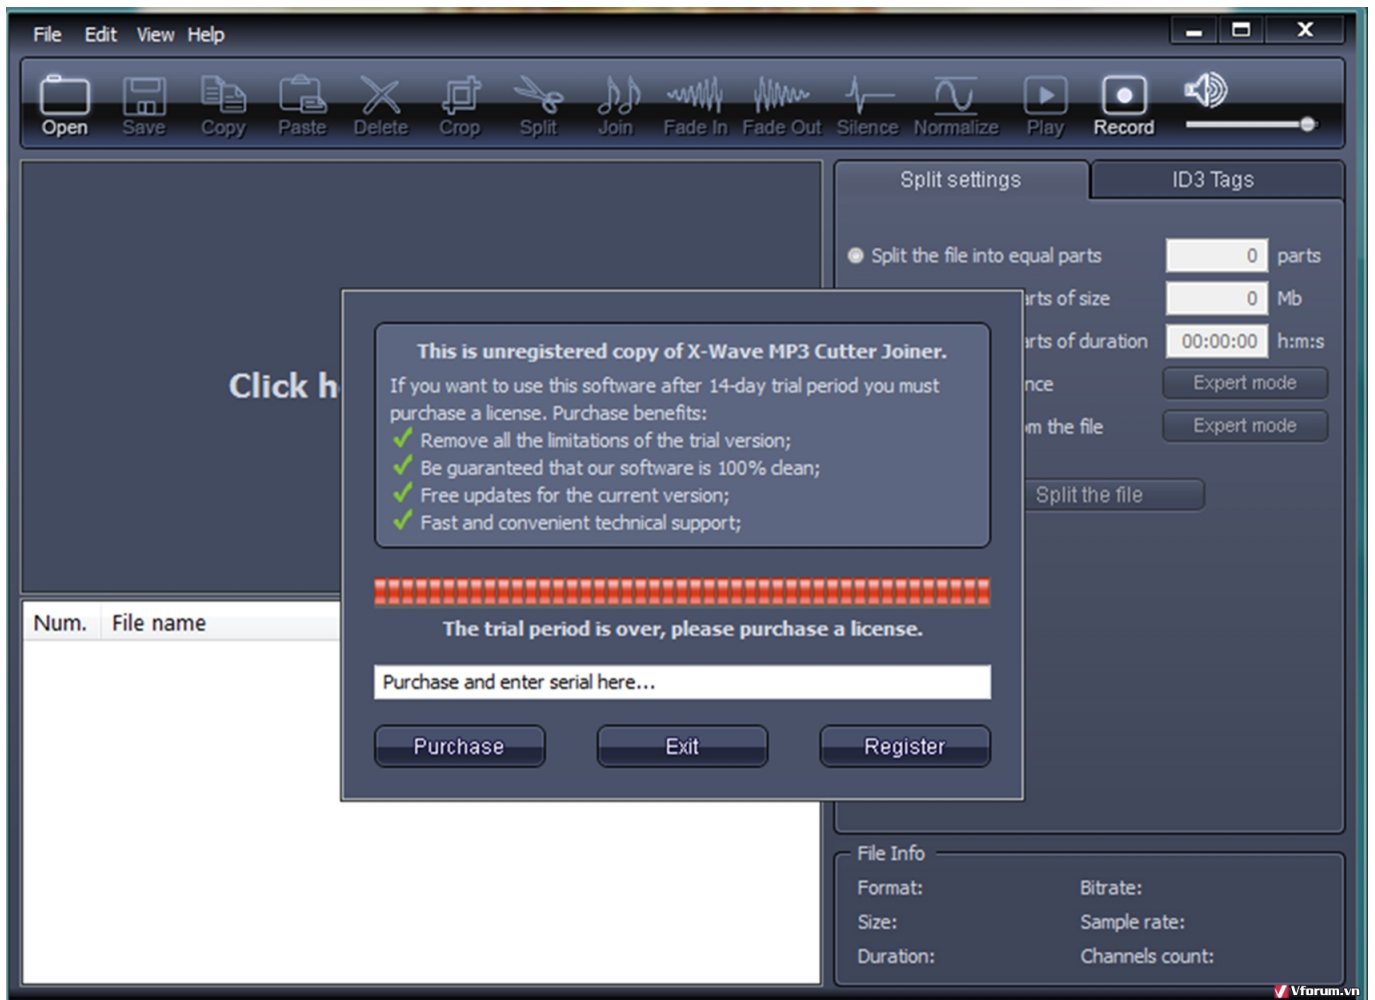 File Edit View Help
Open Save Copy Paste Delete Crop Split Join Fade In Fade Out Silence Normalize Play Record
Split settings ID3 Tags
Split the file into equal parts 0 parts
arts of size 0 Mb
arts of duration 00:00:00 h:m:s
Click h
nce Expert mode
om the file Expert mode
Split the file
This is unregistered copy of X-Wave MP3 Cutter Joiner.
If you want to use this software after 14-day trial period you must
purchase a license. Purchase benefits:
Remove all the limitations of the trial version;
Be guaranteed that our software is 100% clean;
Free updates for the current version;
Fast and convenient technical support;
The trial period is over, please purchase a license.
Purchase and enter serial here...
Purchase Exit Register
Num. File name
File Info
Format: Bitrate:
Size: Sample rate:
Duration: Channels count:
Vforum.vn